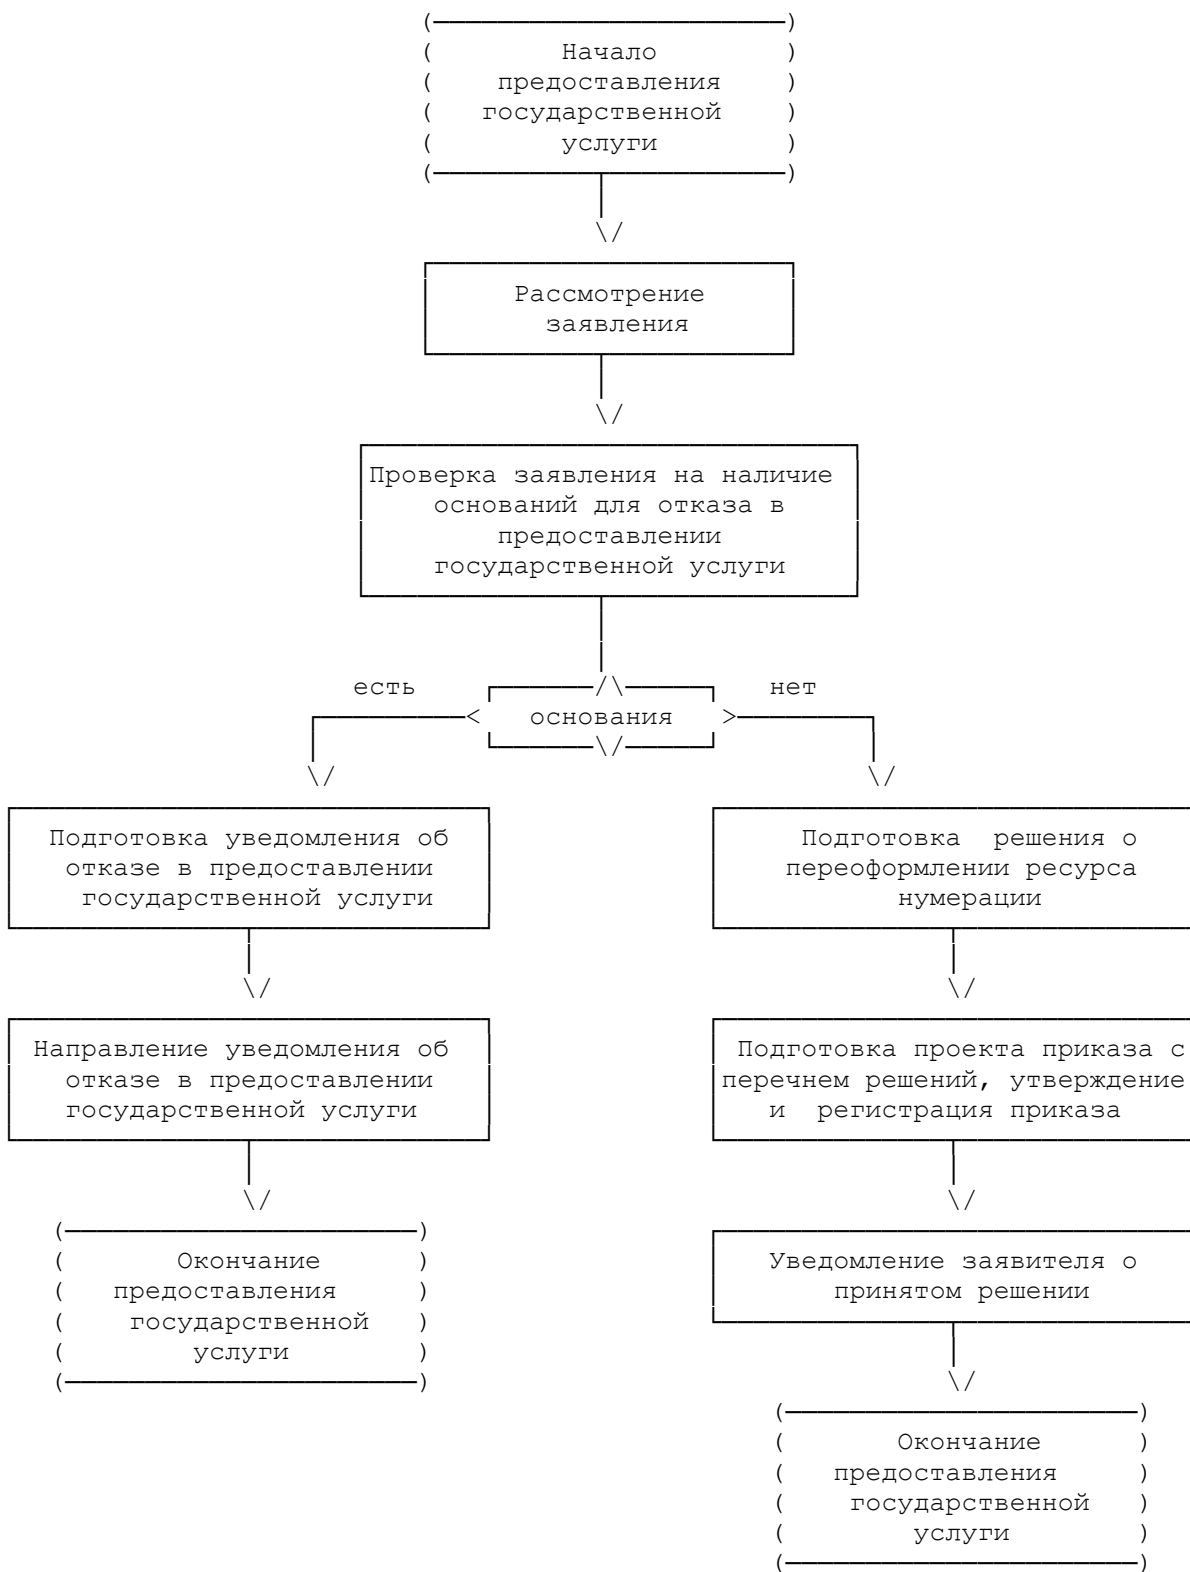 Начало
предоставления
государственной
услуги
Рассмотрение
заявления
Проверка заявления на наличие
оснований для отказа в
предоставлении
государственной услуги
есть
основания
нет
Подготовка уведомления об
отказе в предоставлении
государственной услуги
Направление уведомления об
отказе в предоставлении
государственной услуги
Окончание
предоставления
государственной
услуги
Подготовка решения о
переоформлении ресурса
нумерации
Подготовка проекта приказа с
перечнем решений, утверждение
и регистрация приказа
Уведомление заявителя о
принятом решении
Окончание
предоставления
государственной
услуги